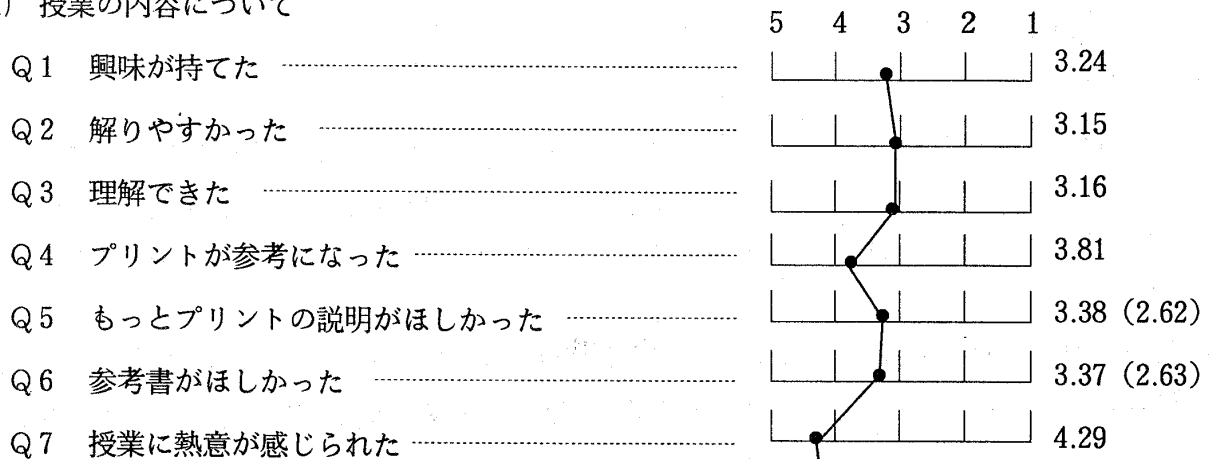 ) 授業の内容について
5 4 3 2 1
Q1 興味が持てた 3.24
Q2 解りやすかった 3.15
Q3 理解できた 3.16
Q4 プリントが参考になった 3.81
Q5 もっとプリントの説明がほしかった 3.38 (2.62)
Q6 参考書がほしかった 3.37 (2.63)
Q7 授業に熱意が感じられた 4.29